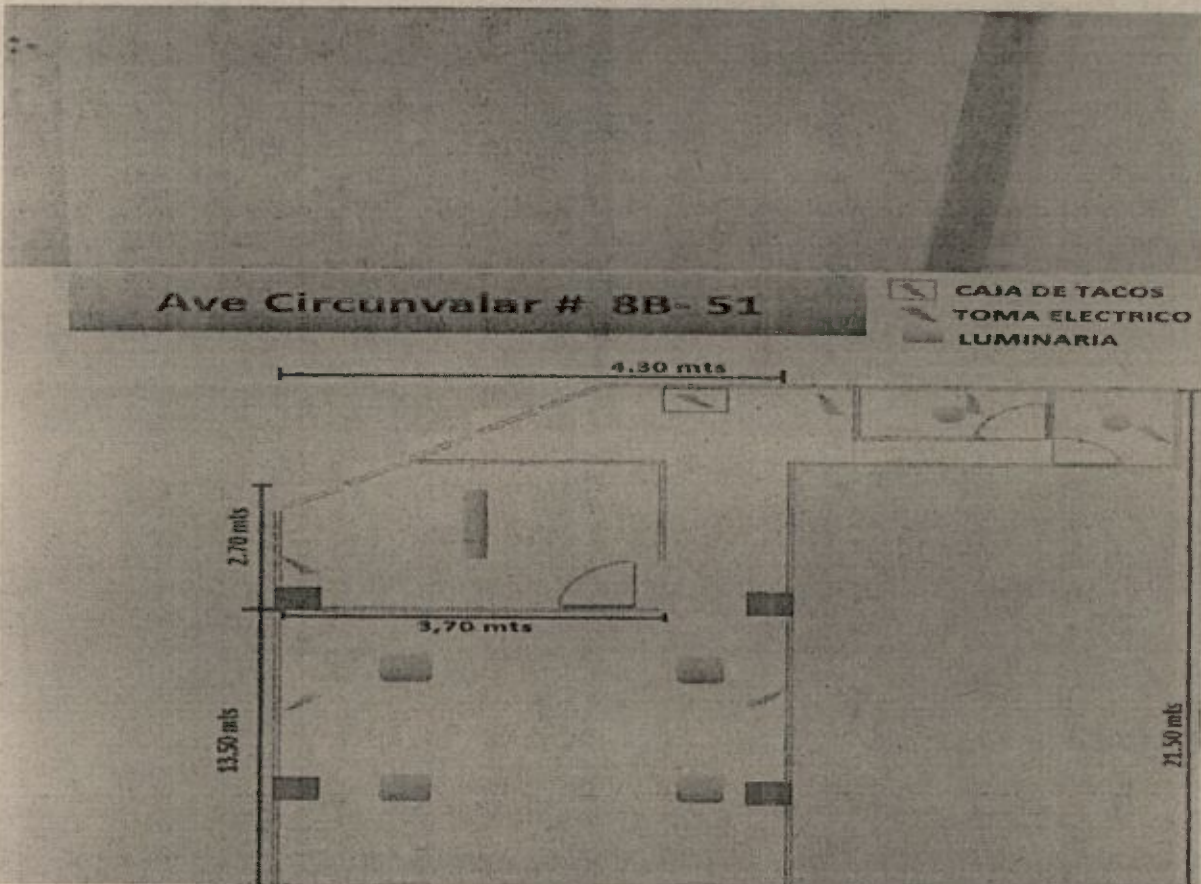 Ave Circunvalar # 8B- 51
CAJA DE TACOS
TOMA ELECTRICO
LUMINARIA
4.30 mts
2.70 mts
3,70 mts
13.50 mts
21.50 mts